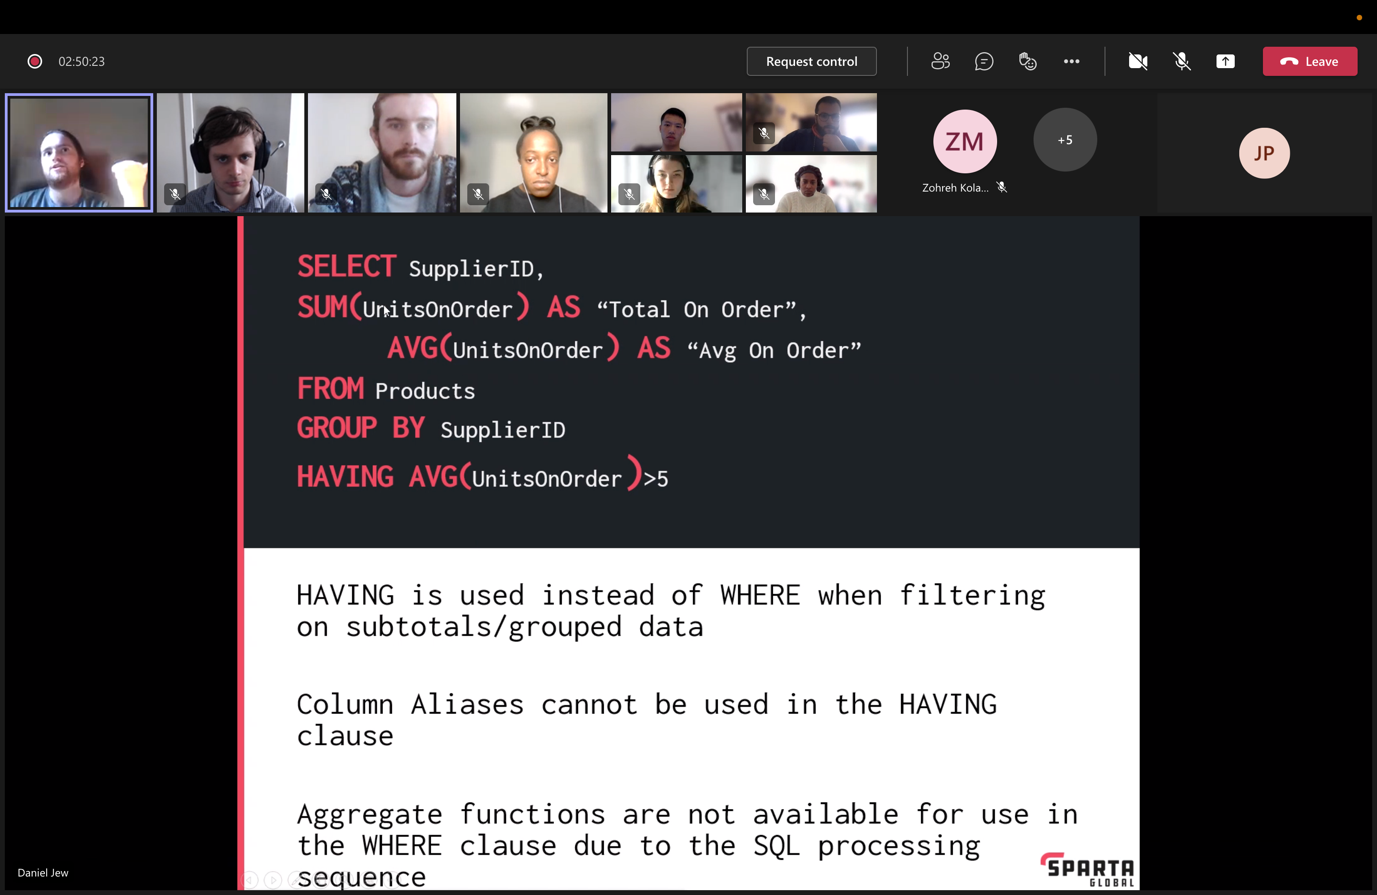 02:50:23
Request control
Leave
ZM
+5
JP
Zohreh Kola...
SELECT SupplierID,
SUM(UnitsOnOrder) AS “Total On Order”,
AVG(UnitsOnOrder) AS “Avg On Order”
FROM Products
GROUP BY SupplierID
HAVING AVG(UnitsOnOrder)>5
HAVING is used instead of WHERE when filtering
on subtotals/grouped data
Column Aliases cannot be used in the HAVING
clause
Aggregate functions are not available for use in
the WHERE clause due to the SQL processing
sequence
SPARTA
GLOBAL
Daniel Jew